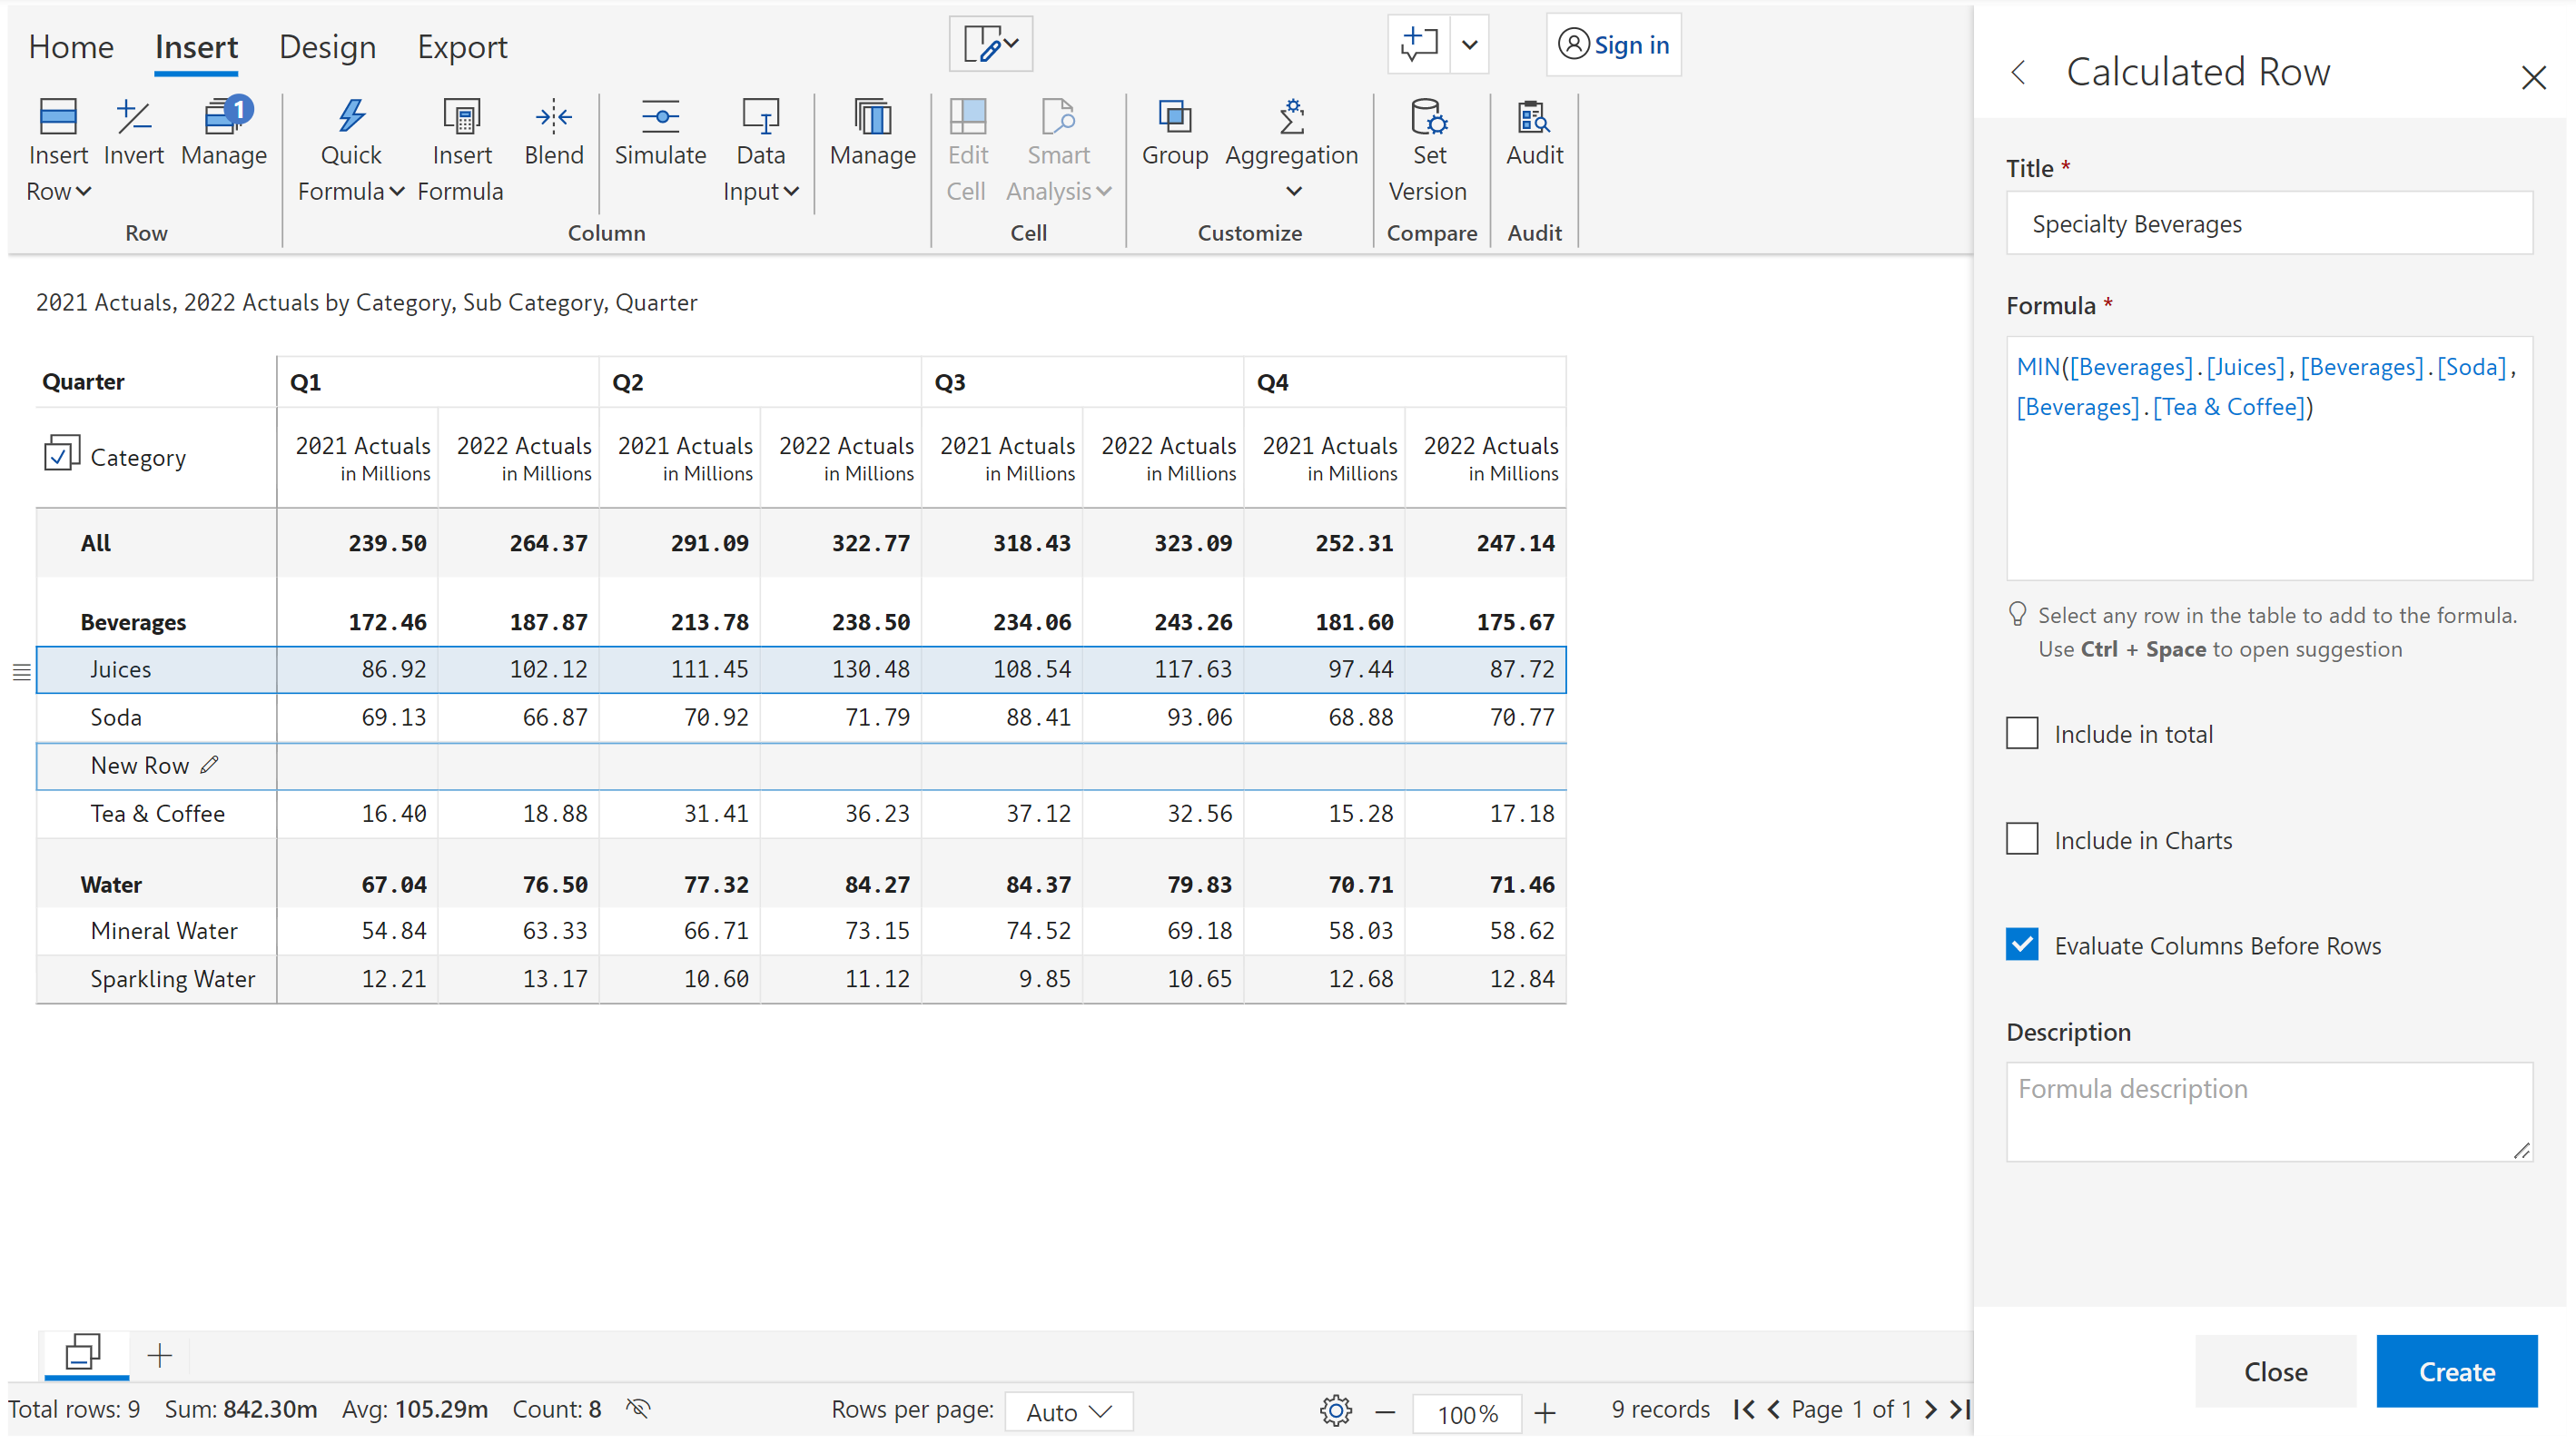 Home Insert Design Export Sign in
Insert Row Invert 1 Manage Quick Formula Insert Formula Blend Simulate Data Input Manage Edit Cell Smart Analysis Group Aggregation Set Version Audit
Row Column Cell Customize Compare Audit
2021 Actuals, 2022 Actuals by Category, Sub Category, Quarter
Quarter Q1 Q2 Q3 Q4
Category 2021 Actuals 2022 Actuals 2021 Actuals 2022 Actuals 2021 Actuals 2022 Actuals 2021 Actuals 2022 Actuals
in Millions in Millions in Millions in Millions in Millions in Millions in Millions in Millions
All 239.50 264.37 291.09 322.77 318.43 323.09 252.31 247.14
Beverages 172.46 187.87 213.78 238.50 234.06 243.26 181.60 175.67
Juices 86.92 102.12 111.45 130.48 108.54 117.63 97.44 87.72
Soda 69.13 66.87 70.92 71.79 88.41 93.06 68.88 70.77
New Row
Tea & Coffee 16.40 18.88 31.41 36.23 37.12 32.56 15.28 17.18
Water 67.04 76.50 77.32 84.27 84.37 79.83 70.71 71.46
Mineral Water 54.84 63.33 66.71 73.15 74.52 69.18 58.03 58.62
Sparkling Water 12.21 13.17 10.60 11.12 9.85 10.65 12.68 12.84
Total rows: 9 Sum: 842.30m Avg: 105.29m Count: 8 Rows per page: Auto 100% 9 records Page 1 of 1
Calculated Row
Title *
Specialty Beverages
Formula *
MIN([Beverages].[Juices],[Beverages].[Soda],
[Beverages].[Tea & Coffee])
Select any row in the table to add to the formula.
Use Ctrl + Space to open suggestion
Include in total
Include in Charts
Evaluate Columns Before Rows
Description
Formula description
Close Create